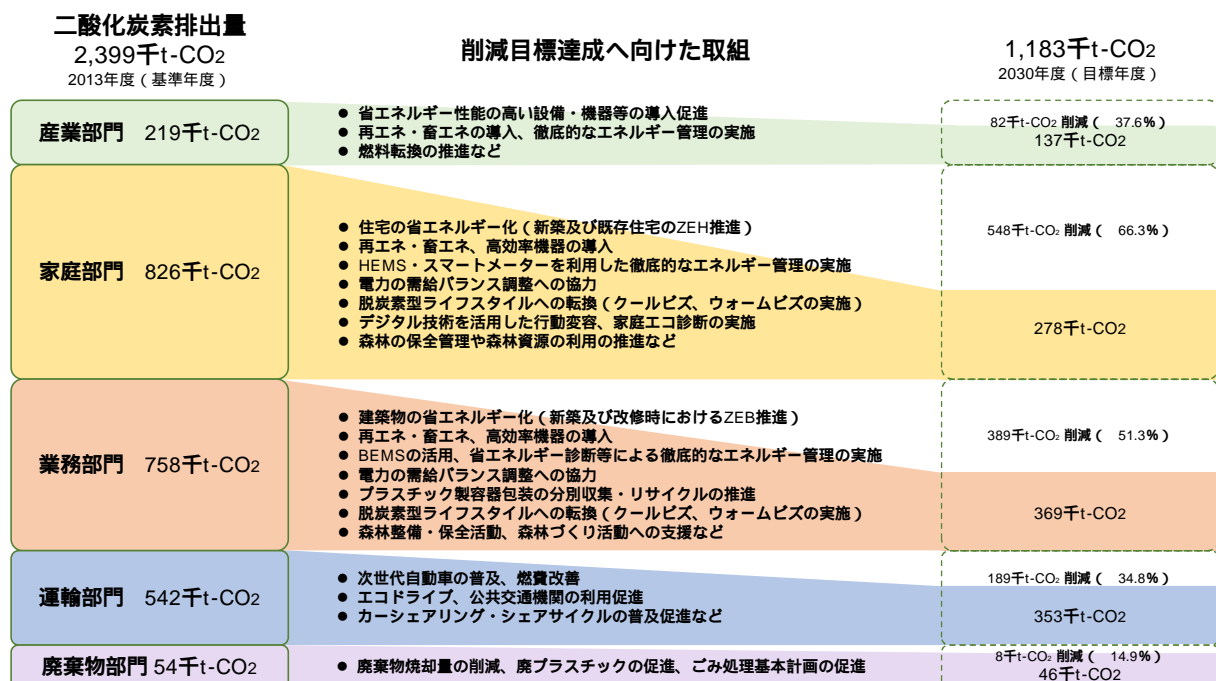 二酸化炭素排出量
2,399千t-CO2
2013年度（基準年度）
削減目標達成へ向けた取組
1,183千t-CO2
2030年度（目標年度）
産業部門 219千t-CO2
● 省エネルギー性能の高い設備・機器等の導入促進
● 再エネ・畜エネの導入、徹底的なエネルギー管理の実施
● 燃料転換の推進など
82千t-CO2 削減（ 37.6%）
137千t-CO2
家庭部門 826千t-CO2
● 住宅の省エネルギー化（新築及び既存住宅のZEH推進）
● 再エネ・畜エネ、高効率機器の導入
● HEMS・スマートメーターを利用した徹底的なエネルギー管理の実施
● 電力の需給バランス調整への協力
● 脱炭素型ライフスタイルへの転換（クールビズ、ウォームビズの実施）
● デジタル技術を活用した行動変容、家庭エコ診断の実施
● 森林の保全管理や森林資源の利用の推進など
548千t-CO2 削減（ 66.3%）
278千t-CO2
業務部門 758千t-CO2
● 建築物の省エネルギー化（新築及び改修時におけるZEB推進）
● 再エネ・畜エネ、高効率機器の導入
● BEMSの活用、省エネルギー診断等による徹底的なエネルギー管理の実施
● 電力の需給バランス調整への協力
● プラスチック製容器包装の分別収集・リサイクルの推進
● 脱炭素型ライフスタイルへの転換（クールビズ、ウォームビズの実施）
● 森林整備・保全活動、森林づくり活動への支援など
389千t-CO2 削減（ 51.3%）
369千t-CO2
運輸部門 542千t-CO2
● 次世代自動車の普及、燃費改善
● エコドライブ、公共交通機関の利用促進
● カーシェアリング・シェアサイクルの普及促進など
189千t-CO2 削減（ 34.8%）
353千t-CO2
廃棄物部門 54千t-CO2
● 廃棄物焼却量の削減、廃プラスチックの促進、ごみ処理基本計画の促進
8千t-CO2 削減（ 14.9%）
46千t-CO2